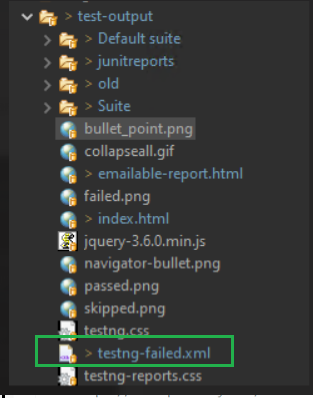 > test-output
> Default suite
> junitreports
> old
> Suite
bullet_point.png
collapseall.gif
> emailable-report.html
failed.png
> index.html
jquery-3.6.0.min.js
navigator-bullet.png
passed.png
skipped.png
testng.css
> testng-failed.xml
testng-reports.css